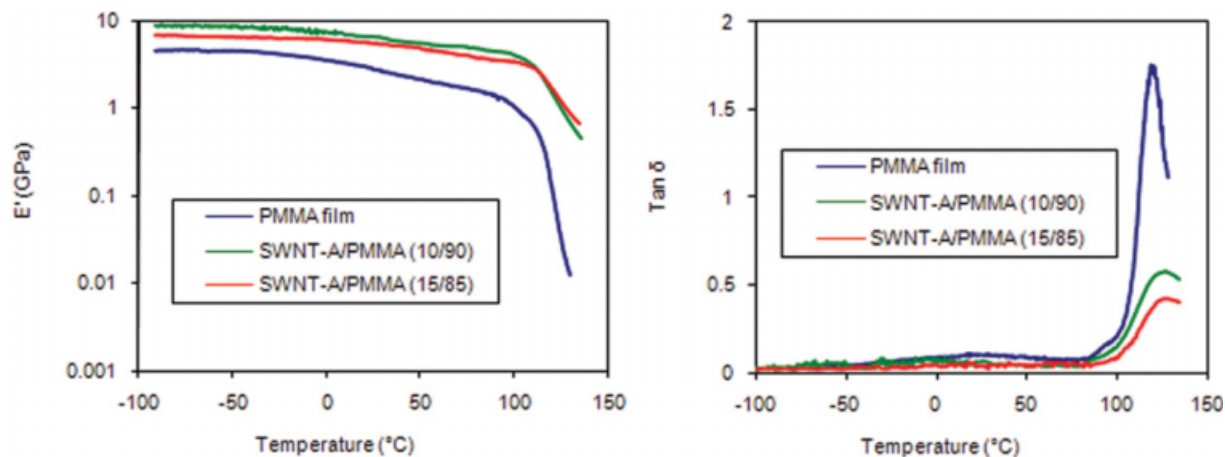 10
1
0.1
0.01
0.001
E' (GPa)
PMMA film
SWNT-A/PMMA (10/90)
SWNT-A/PMMA (15/85)
-100 -50 0 50 100 150
Temperature (°C)
2
1.5
1
0.5
0
Tan δ
PMMA film
SWNT-A/PMMA (10/90)
SWNT-A/PMMA (15/85)
-100 -50 0 50 100 150
Temperature (°C)